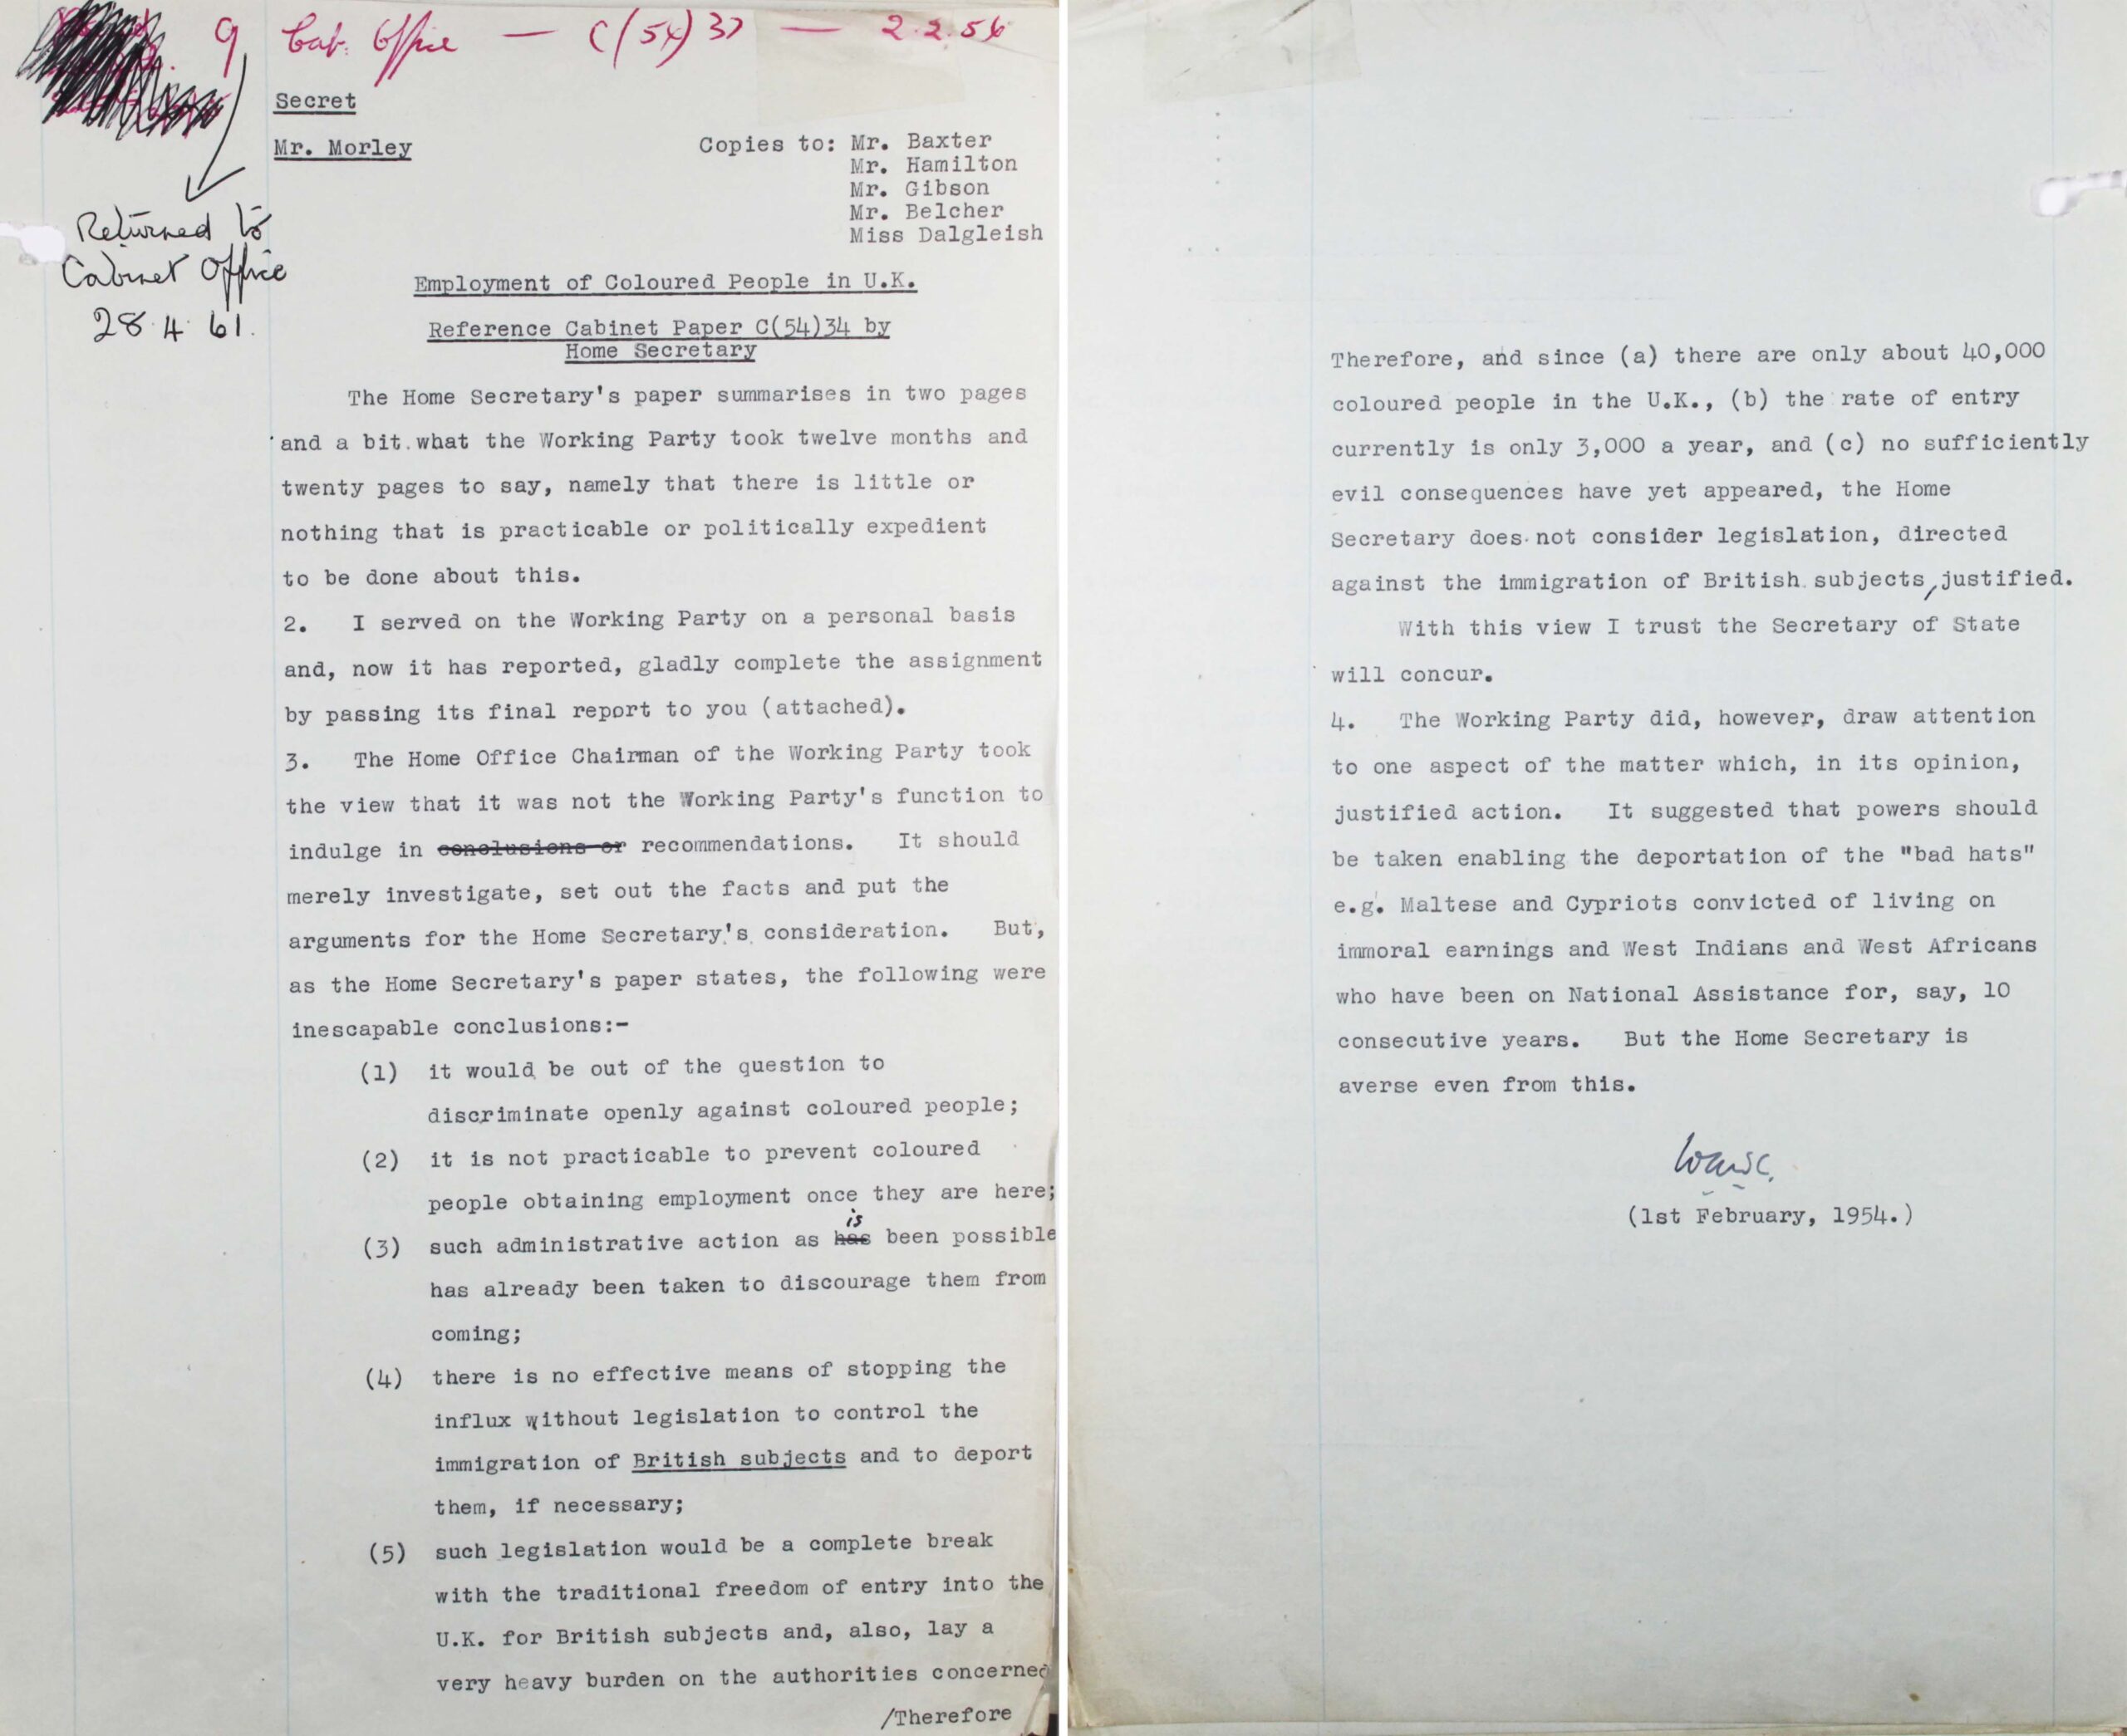 9 Cab. Office — C(54)37 — 2.2.54
Secret
Mr. Morley
Copies to: Mr. Baxter
Mr. Hamilton
Mr. Gibson
Mr. Belcher
Miss Dalgleish
Returned to
Cabinet Office
28.4.61.
Employment of Coloured People in U.K.
Reference Cabinet Paper C(54)34 by
Home Secretary
The Home Secretary's paper summarises in two pages
and a bit what the Working Party took twelve months and
twenty pages to say, namely that there is little or
nothing that is practicable or politically expedient
to be done about this.
2. I served on the Working Party on a personal basis
and, now it has reported, gladly complete the assignment
by passing its final report to you (attached).
3. The Home Office Chairman of the Working Party took
the view that it was not the Working Party's function to
indulge in conclusions or recommendations. It should
merely investigate, set out the facts and put the
arguments for the Home Secretary's consideration. But,
as the Home Secretary's paper states, the following were
inescapable conclusions:-
(1) it would be out of the question to
discriminate openly against coloured people;
(2) it is not practicable to prevent coloured
people obtaining employment once they are here;
is
(3) such administrative action as has been possible
has already been taken to discourage them from
coming;
(4) there is no effective means of stopping the
influx without legislation to control the
immigration of British subjects and to deport
them, if necessary;
(5) such legislation would be a complete break
with the traditional freedom of entry into the
U.K. for British subjects and, also, lay a
very heavy burden on the authorities concerned
/Therefore
Therefore, and since (a) there are only about 40,000
coloured people in the U.K., (b) the rate of entry
currently is only 3,000 a year, and (c) no sufficiently
evil consequences have yet appeared, the Home
Secretary does not consider legislation, directed
against the immigration of British subjects, justified.
With this view I trust the Secretary of State
will concur.
4. The Working Party did, however, draw attention
to one aspect of the matter which, in its opinion,
justified action. It suggested that powers should
be taken enabling the deportation of the "bad hats"
e.g. Maltese and Cypriots convicted of living on
immoral earnings and West Indians and West Africans
who have been on National Assistance for, say, 10
consecutive years. But the Home Secretary is
averse even from this.
(1st February, 1954.)